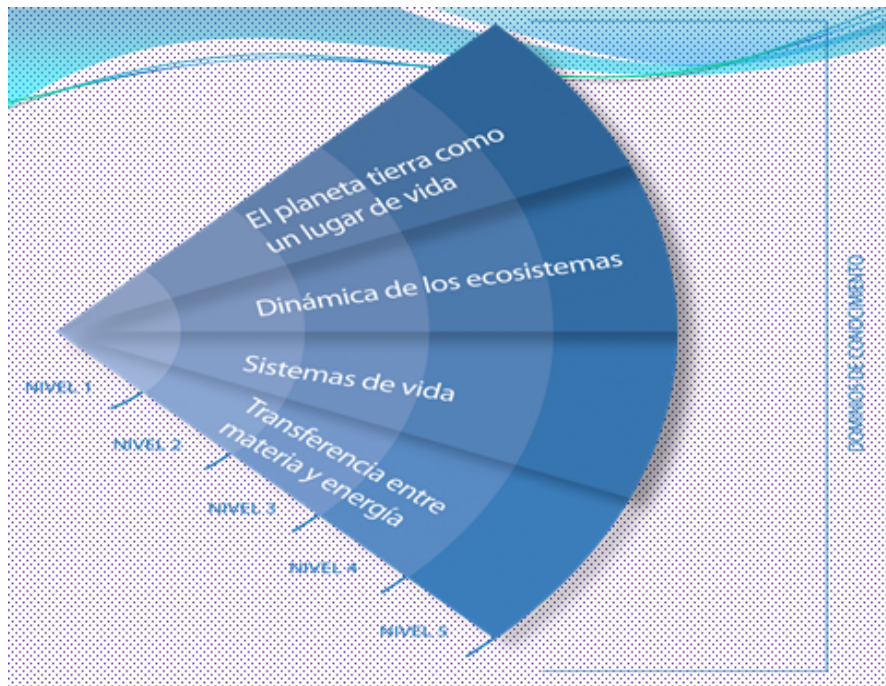 El planeta tierra como
un lugar de vida
Dinámica de los ecosistemas
Sistemas de vida
Transferencia entre
materia y energía
NIVEL 1
NIVEL 2
NIVEL 3
NIVEL 4
NIVEL 5
DOMINIOS DE CONOCIMIENTO